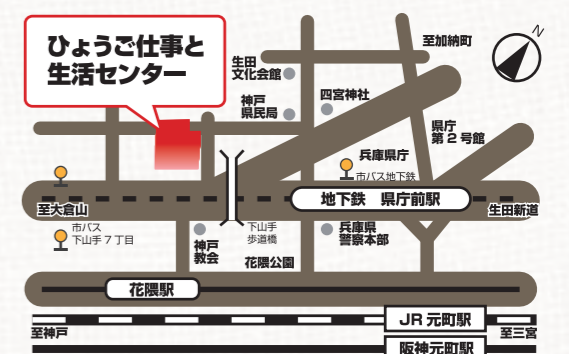 ひょうご仕事と
生活センター
N
至加納町
生田
文化会館
神戸
県民局
四宮神社
県庁
第2号館
兵庫県庁
市バス地下鉄
地下鉄 県庁前駅
至大倉山
生田新道
市バス
下山手7丁目
神戸
教会
下山手
歩道橋
兵庫県
警察本部
花隈公園
花隈駅
JR 元町駅
至神戸
至三宮
阪神元町駅